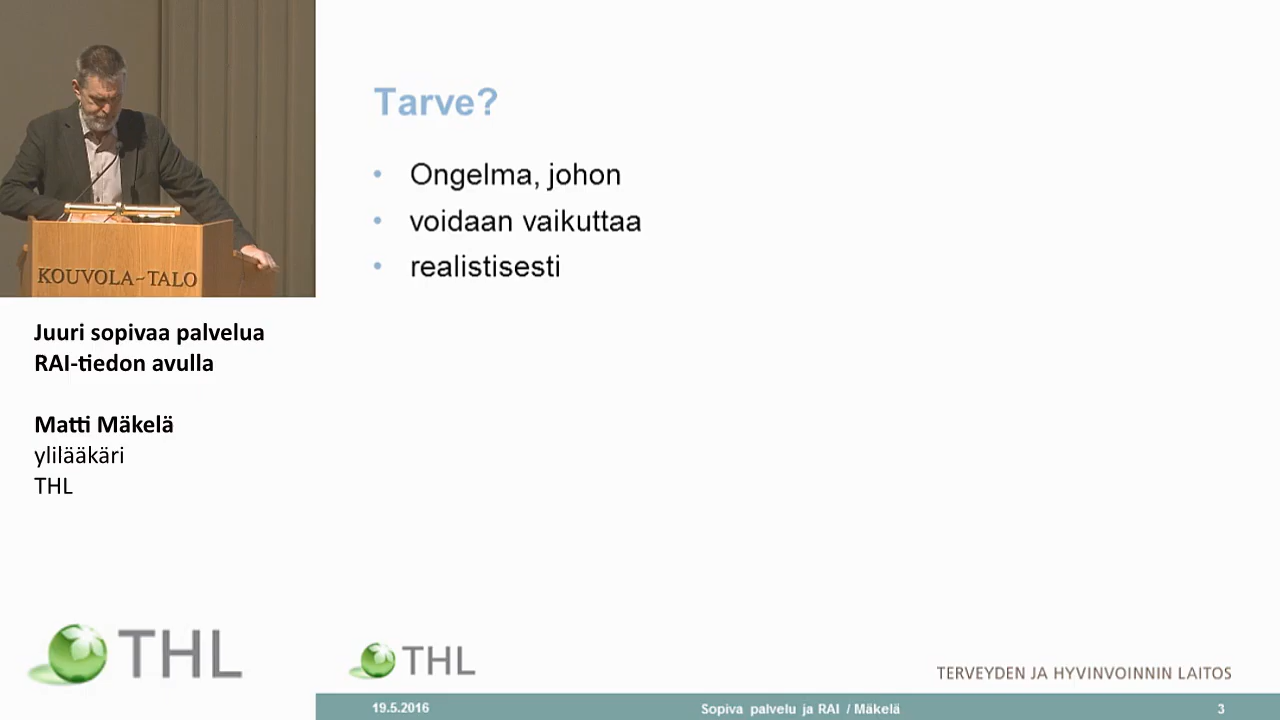 KOUVOLA-TALO
Juuri sopivaa palvelua
RAI-tiedon avulla
Matti Mäkelä
ylilääkäri
THL
THL
Tarve?
• Ongelma, johon
• voidaan vaikuttaa
• realistisesti
THL
TERVEYDEN JA HYVINVOINNIN LAITOS
19.5.2016
Sopiva palvelu ja RAI / Mäkelä
3